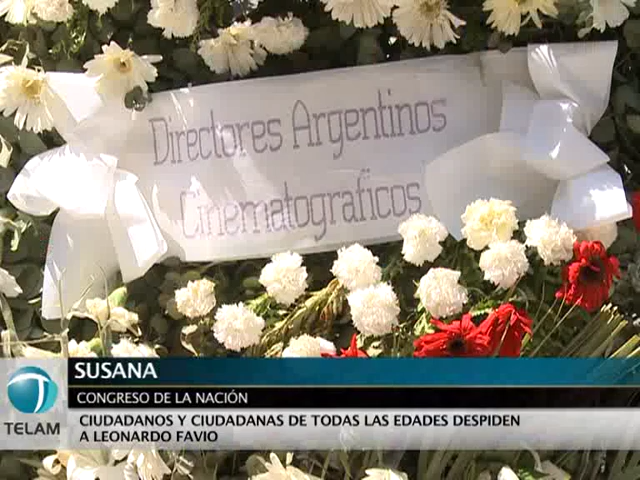 Directores Argentinos
Cinematograficos
SUSANA
CONGRESO DE LA NACIÓN
CIUDADANOS Y CIUDADANAS DE TODAS LAS EDADES DESPIDEN
A LEONARDO FAVIO
TELAM